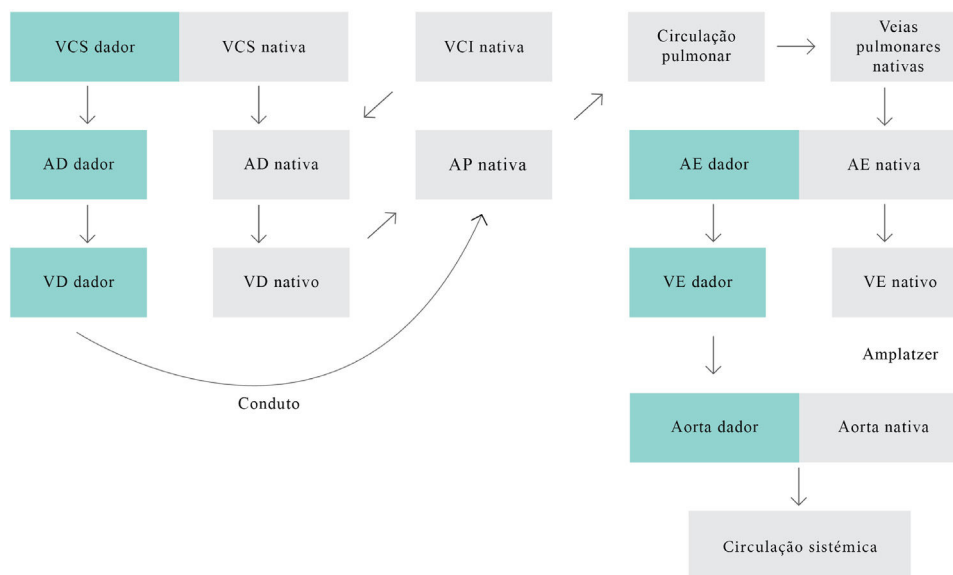 VCS dador
VCS nativa
VCI nativa
Circulação
pulmonar
Veias
pulmonares
nativas
AD dador
AD nativa
AP nativa
AE dador
AE nativa
VD dador
VD nativo
VE dador
VE nativo
Amplatzer
Conduto
Aorta dador
Aorta nativa
Circulação sistémica